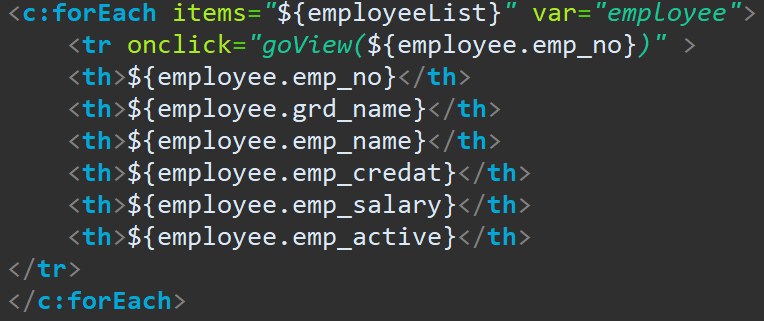 <c:forEach items="${employeeList}" var="employee">
    <tr onclick="goView(${employee.emp_no})" >
    <th>${employee.emp_no}</th>
    <th>${employee.grd_name}</th>
    <th>${employee.emp_name}</th>
    <th>${employee.emp_credat}</th>
    <th>${employee.emp_salary}</th>
    <th>${employee.emp_active}</th>
</tr>
</c:forEach>